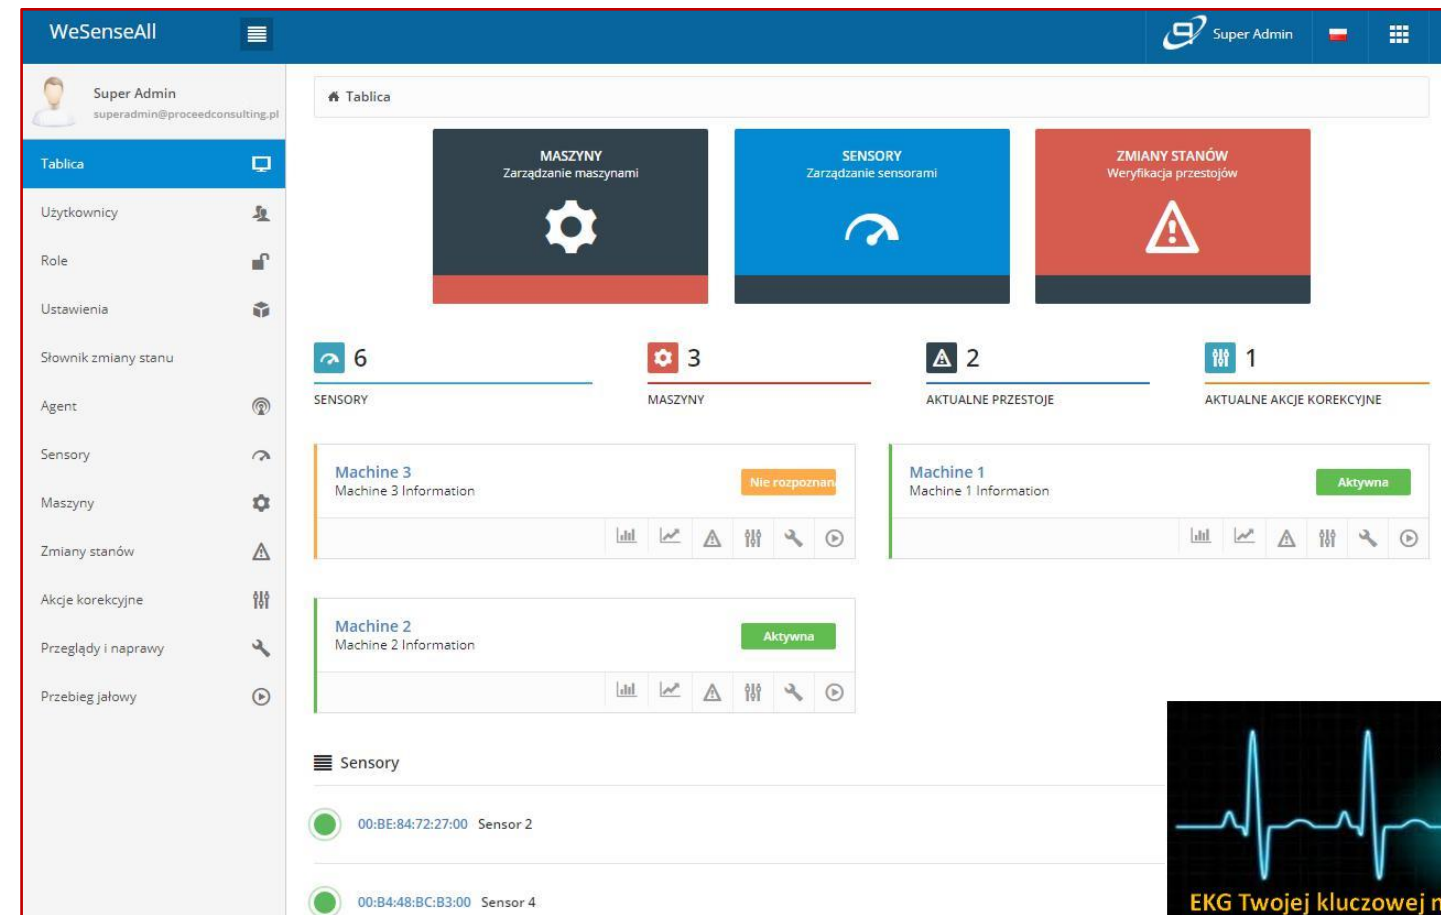 WeSenseAll
Super Admin
Super Admin
superadmin@proceedconsulting.pl
Tablica
Użytkownicy
Role
Ustawienia
Słownik zmiany stanu
Agent
Sensory
Maszyny
Zmiany stanów
Akcje korekcyjne
Przeglądy i naprawy
Przebieg jałowy
Tablica
MASZYNY
Zarządzanie maszynami
SENSORY
Zarządzanie sensorami
ZMIANY STANÓW
Weryfikacja przestojów
6
SENSORY
3
MASZYNY
2
AKTUALNE PRZESTOJE
1
AKTUALNE AKCJE KOREKCYJNE
Machine 3
Machine 3 Information
Nie rozpoznan
Machine 1
Machine 1 Information
Aktywna
Machine 2
Machine 2 Information
Aktywna
Sensory
00:BE:84:72:27:00 Sensor 2
00:B4:48:BC:B3:00 Sensor 4
EKG Twojej kluczowej